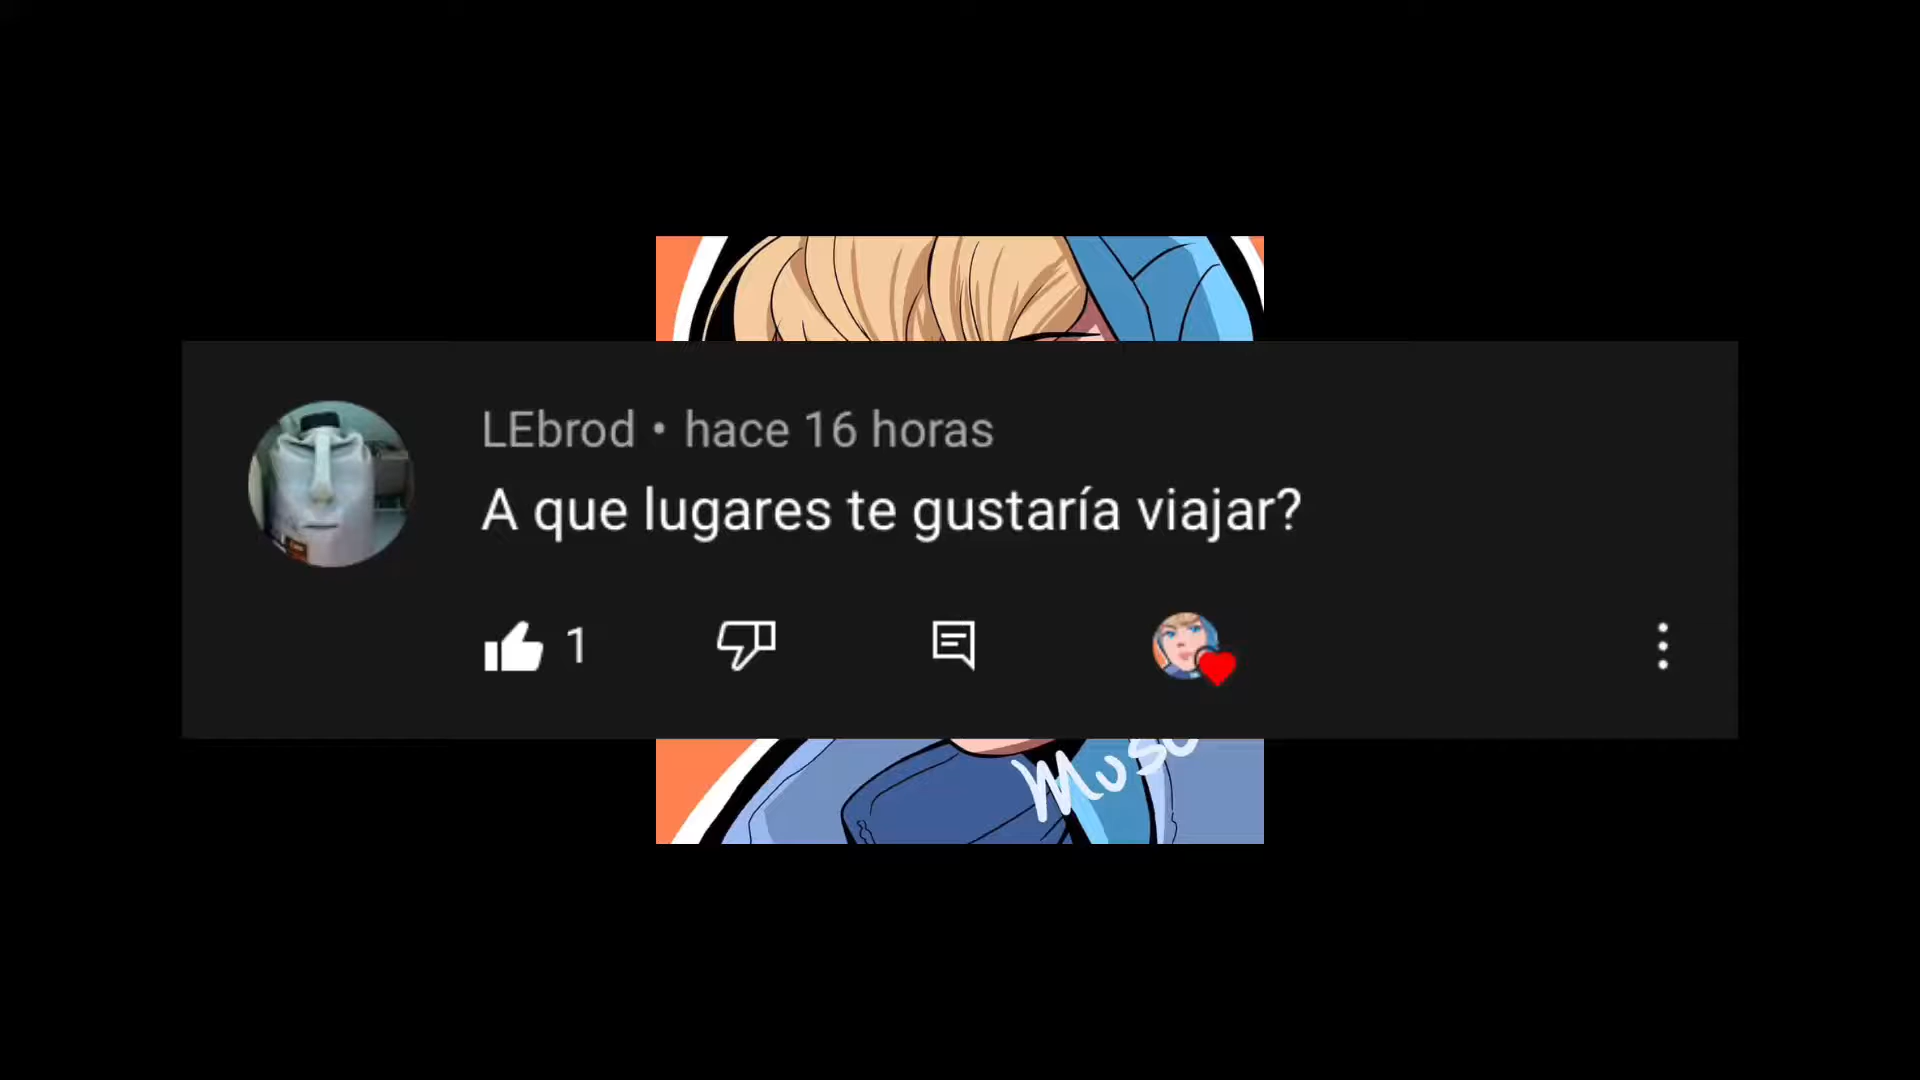 LEbrod • hace 16 horas
A que lugares te gustaría viajar?
1